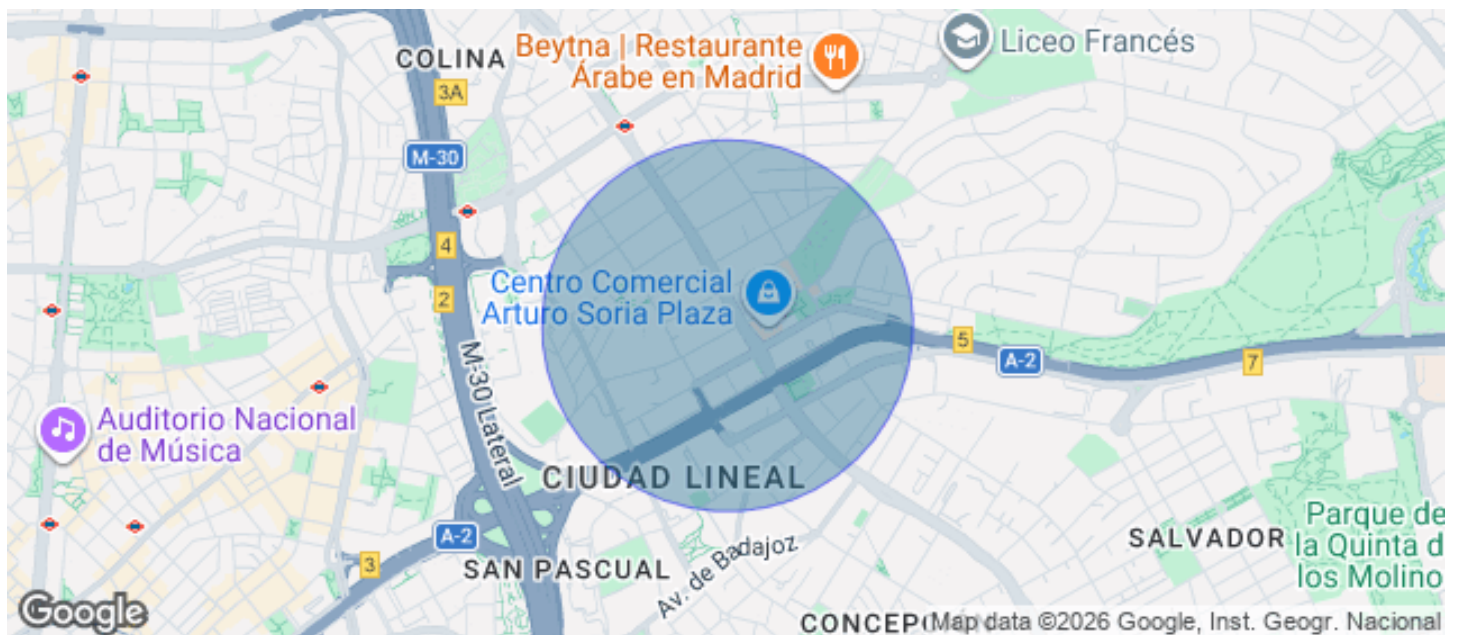 COLINA
Beytna | Restaurante
Árabe en Madrid
Liceo Francés
3A
M-30
4
2
Centro Comercial
Arturo Soria Plaza
5
A-2
7
M-30 Lateral
Auditorio Nacional
de Música
CIUDAD LINEAL
A-2
3
SAN PASCUAL
Av. de Badajoz
SALVADOR
Parque de
la Quinta d
los Molino
Google
CONCEP
Map data ©2026 Google, Inst. Geogr. Nacional